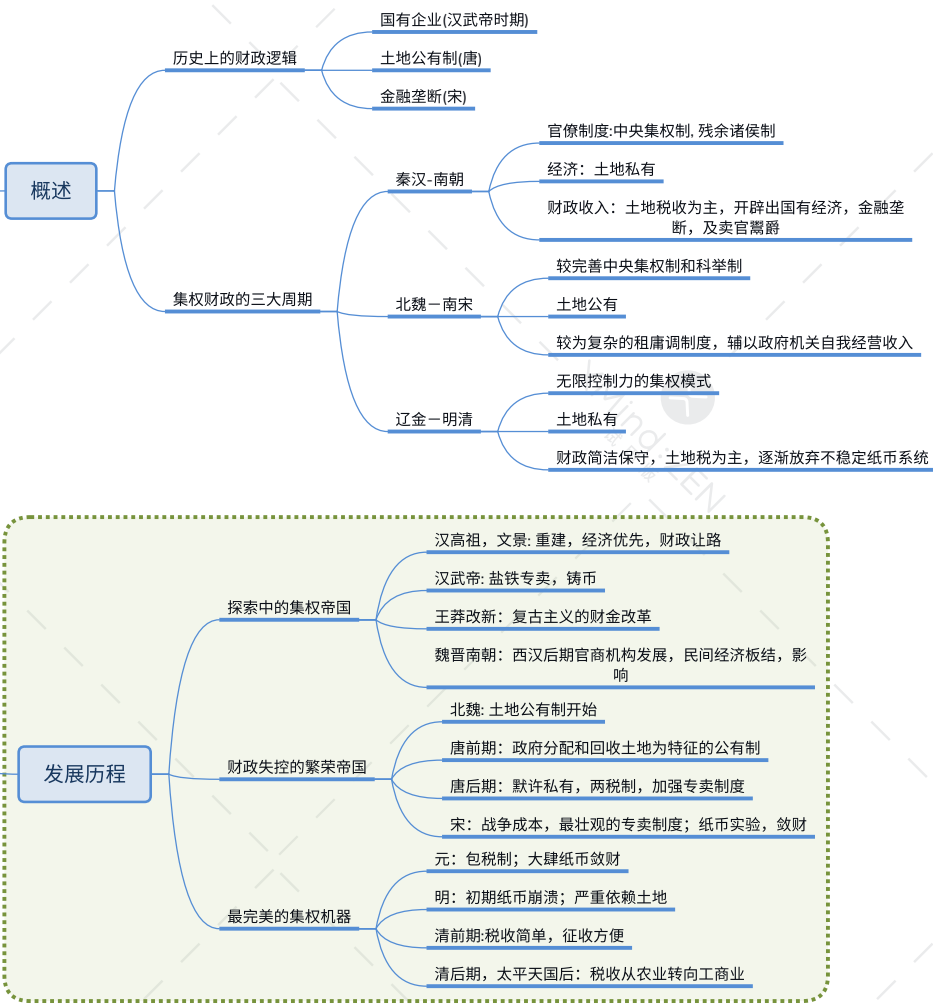 概述
历史上的财政逻辑
国有企业(汉武帝时期)
土地公有制(唐)
金融垄断(宋)
集权财政的三大周期
秦汉-南朝
官僚制度:中央集权制, 残余诸侯制
经济：土地私有
财政收入：土地税收为主，开辟出国有经济，金融垄
断，及卖官鬻爵
北魏－南宋
较完善中央集权制和科举制
土地公有
较为复杂的租庸调制度，辅以政府机关自我经营收入
辽金－明清
无限控制力的集权模式
土地私有
财政简洁保守，土地税为主，逐渐放弃不稳定纸币系统
XMind: ZEN
发展历程
探索中的集权帝国
汉高祖，文景: 重建，经济优先，财政让路
汉武帝: 盐铁专卖，铸币
王莽改新：复古主义的财金改革
魏晋南朝：西汉后期官商机构发展，民间经济板结，影
响
财政失控的繁荣帝国
北魏: 土地公有制开始
唐前期：政府分配和回收土地为特征的公有制
唐后期：默许私有，两税制，加强专卖制度
宋：战争成本，最壮观的专卖制度；纸币实验，敛财
最完美的集权机器
元：包税制；大肆纸币敛财
明：初期纸币崩溃；严重依赖土地
清前期:税收简单，征收方便
清后期，太平天国后：税收从农业转向工商业